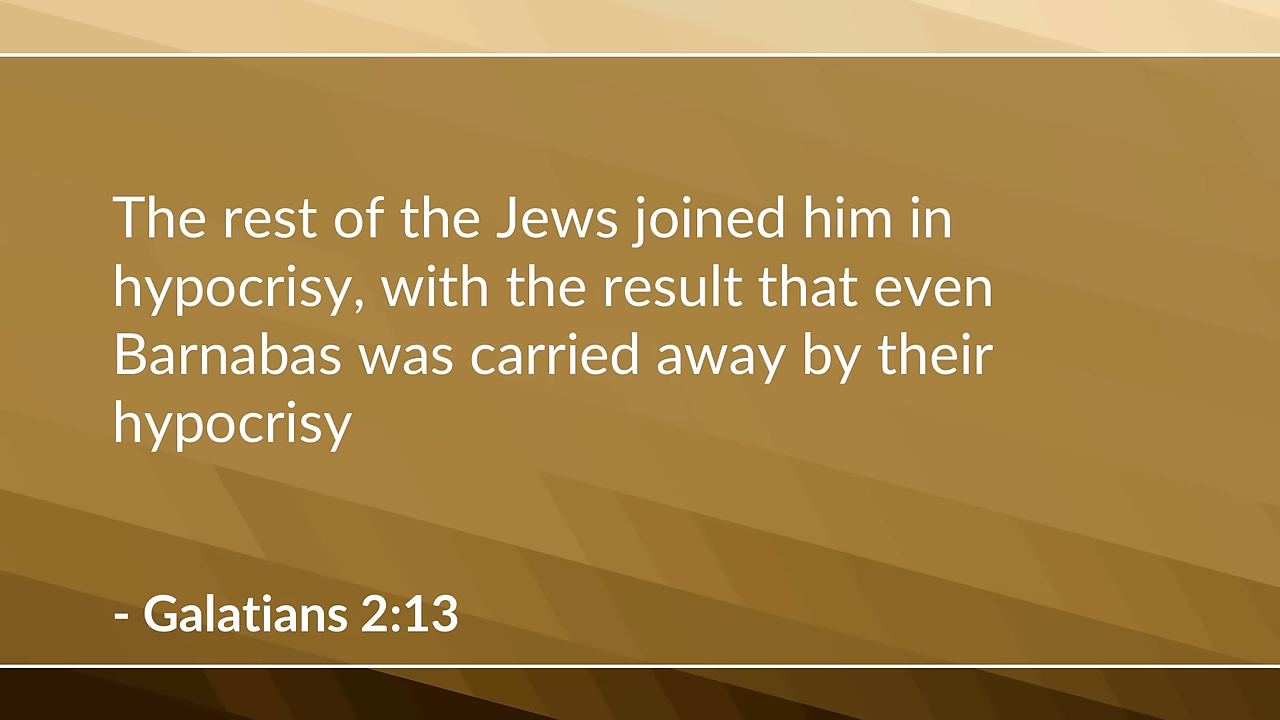 The rest of the Jews joined him in
hypocrisy, with the result that even
Barnabas was carried away by their
hypocrisy
- Galatians 2:13